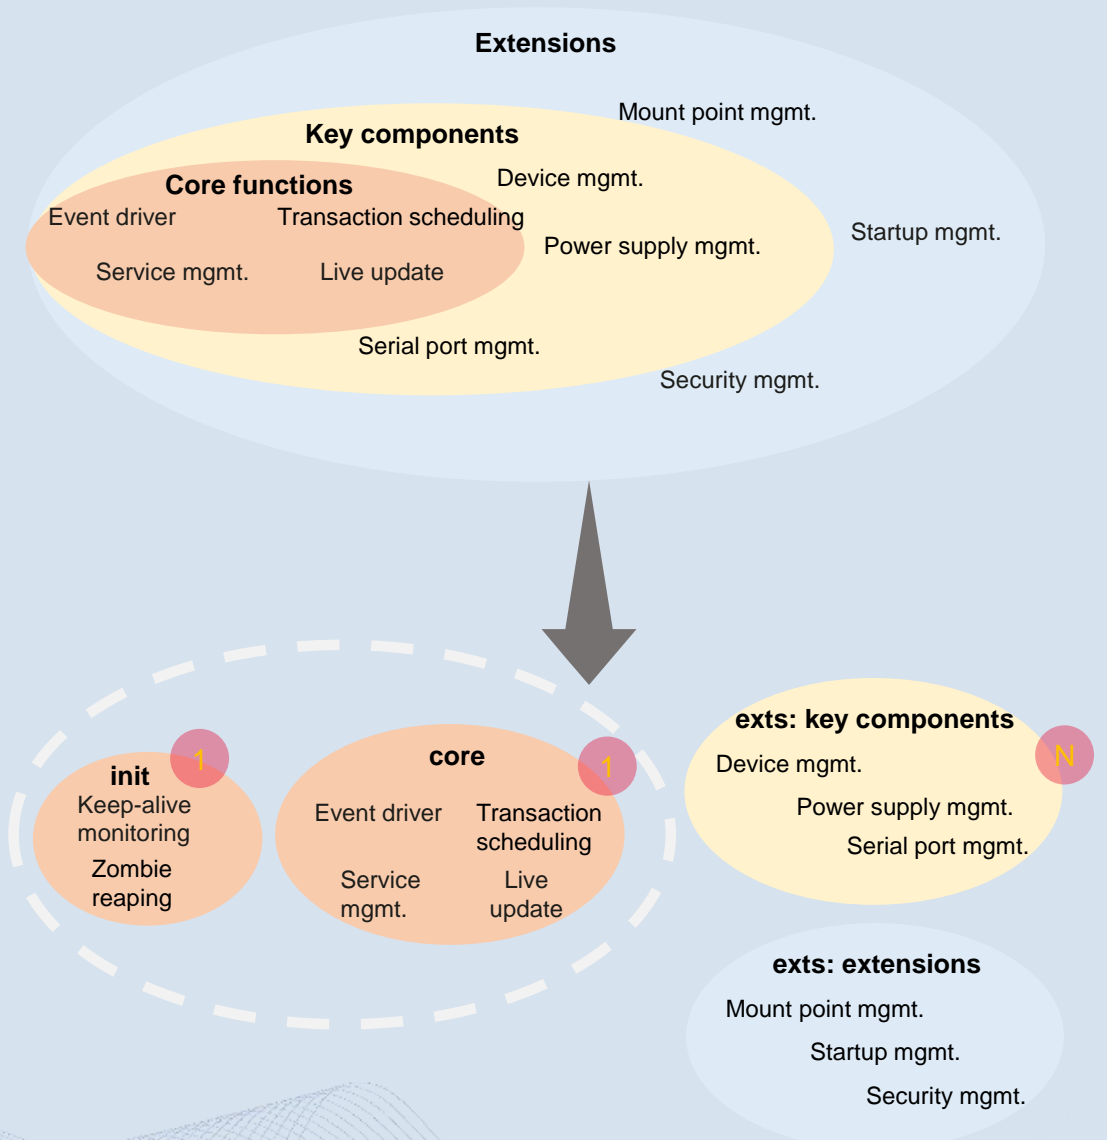 Extensions
Mount point mgmt.
Key components
Device mgmt.
Core functions
Event driver
Transaction scheduling
Startup mgmt.
Power supply mgmt.
Service mgmt.
Live update
Serial port mgmt.
Security mgmt.
init
1
Keep-alive
monitoring
Zombie
reaping
core
1
Event driver
Transaction
scheduling
Service
mgmt.
Live
update
exts: key components
N
Device mgmt.
Power supply mgmt.
Serial port mgmt.
exts: extensions
Mount point mgmt.
Startup mgmt.
Security mgmt.